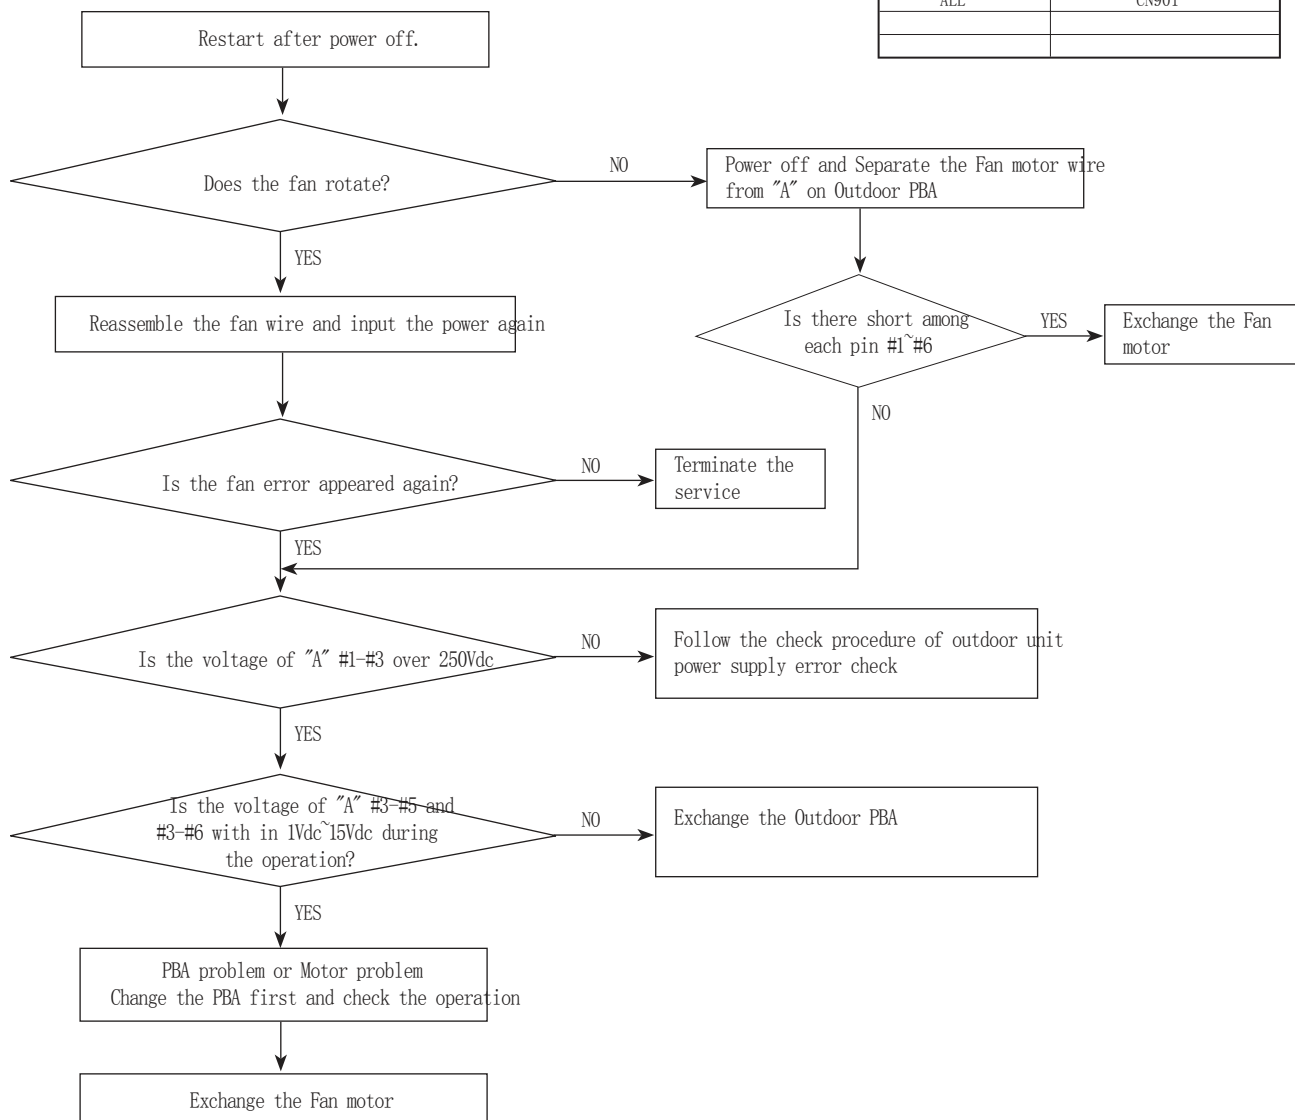 ALL
CN901
Restart after power off.
Does the fan rotate?
NO
Power off and Separate the Fan motor wire
from "A" on Outdoor PBA
YES
Reassemble the fan wire and input the power again
Is there short among
each pin #1~#6
YES
Exchange the Fan
motor
NO
Is the fan error appeared again?
NO
Terminate the
service
YES
Is the voltage of "A" #1-#3 over 250Vdc
NO
Follow the check procedure of outdoor unit
power supply error check
YES
Is the voltage of "A" #3-#5 and
#3-#6 with in 1Vdc~15Vdc during
the operation?
NO
Exchange the Outdoor PBA
YES
PBA problem or Motor problem
Change the PBA first and check the operation
Exchange the Fan motor